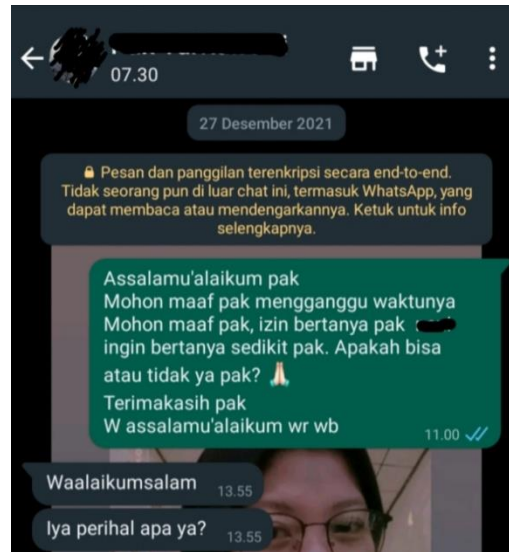 07.30
27 Desember 2021
Pesan dan panggilan terenkripsi secara end-to-end.
Tidak seorang pun di luar chat ini, termasuk WhatsApp, yang
dapat membaca atau mendengarkannya. Ketuk untuk info
selengkapnya.
Assalamu'alaikum pak
Mohon maaf pak mengganggu waktunya
Mohon maaf pak, izin bertanya pak
ingin bertanya sedikit pak. Apakah bisa
atau tidak ya pak? 🙏🏻
Terimakasih pak
W assalamu'alaikum wr wb
11.00
Waalaikumsalam 13.55
Iya perihal apa ya? 13.55